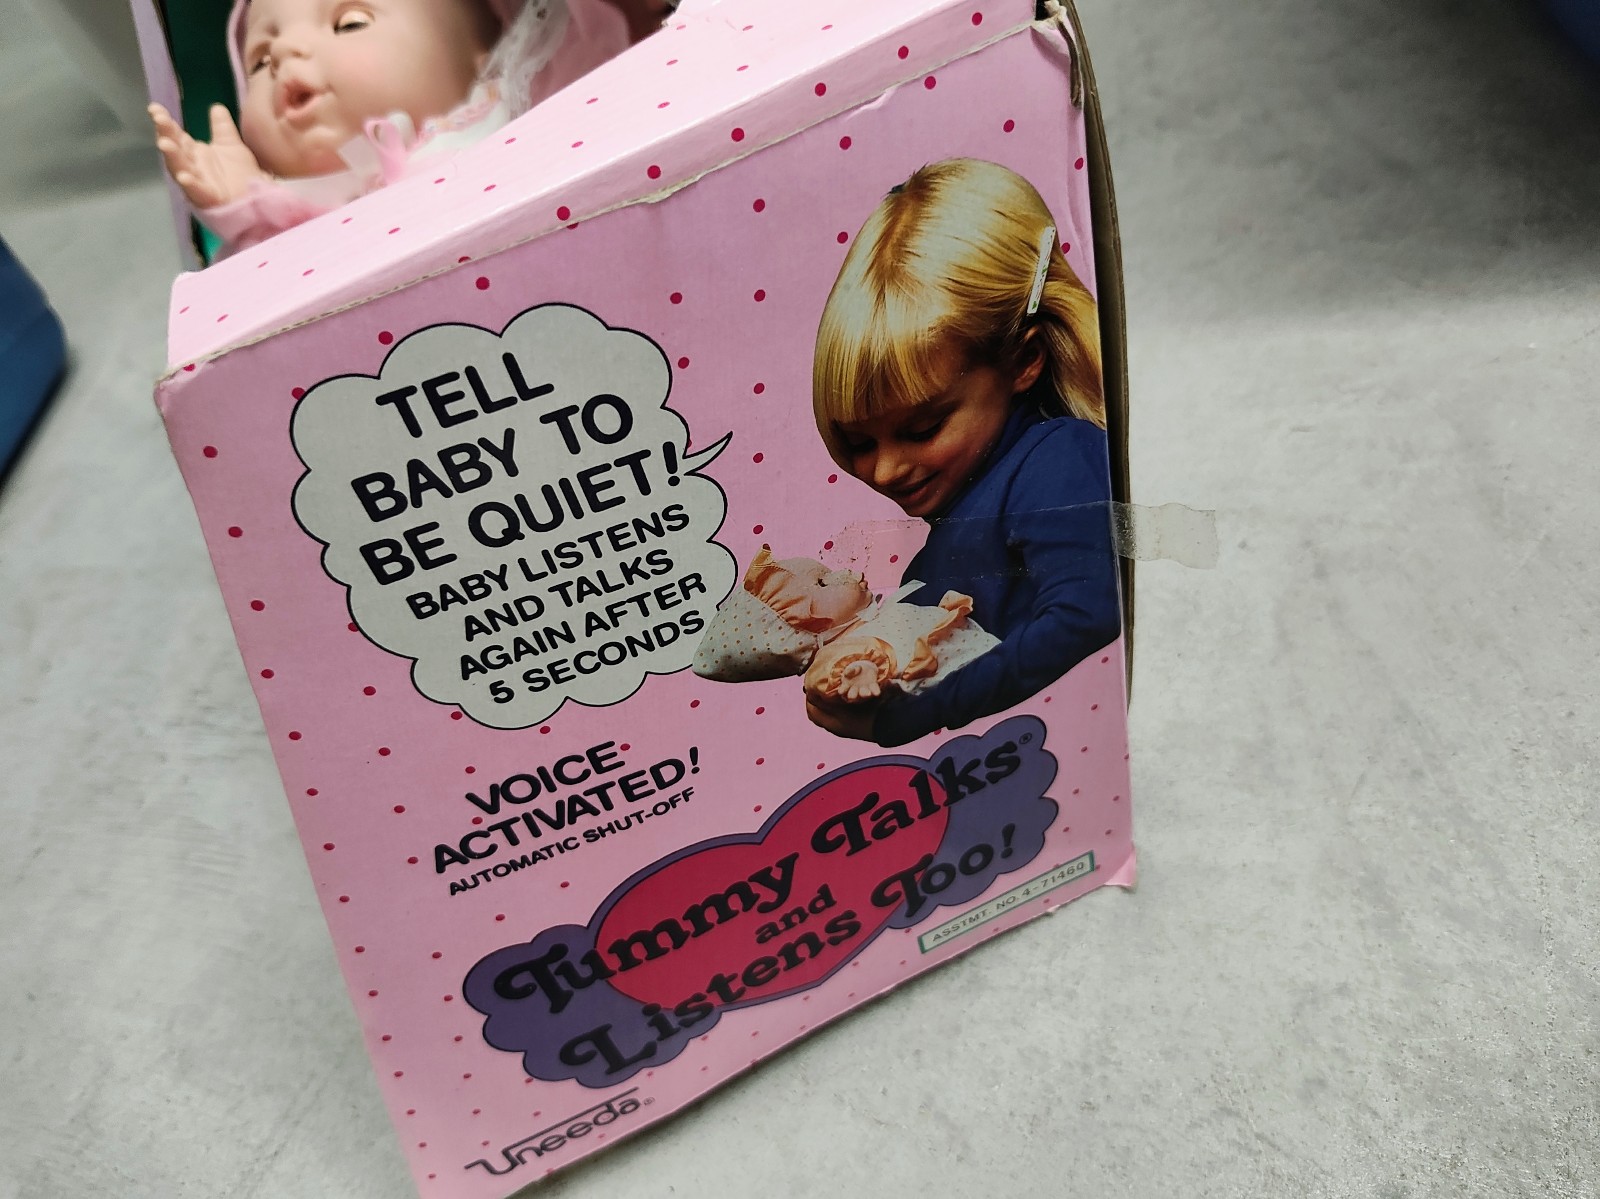 TELL
BABY TO
BE QUIET!
BABY LISTENS
AND TALKS
AGAIN AFTER
5 SECONDS
VOICE
ACTIVATED!
AUTOMATIC SHUT-OFF
Tummy Talks®
and
Listens Too!
ASSTMT. NO. 4-71460
Uneeda®